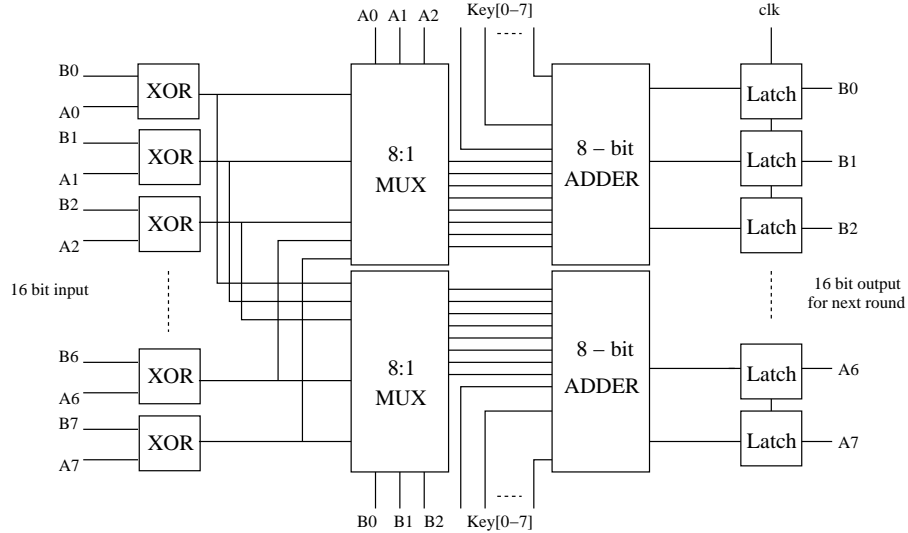 A0 A1 A2 Key[0–7] clk
B0
A0
XOR
B1
A1
XOR
B2
A2
XOR
16 bit input
B6
A6
XOR
B7
A7
XOR
8:1
MUX
8:1
MUX
8 – bit
ADDER
8 – bit
ADDER
Latch B0
Latch B1
Latch B2
16 bit output
for next round
Latch A6
Latch A7
B0 B1 B2 Key[0–7]